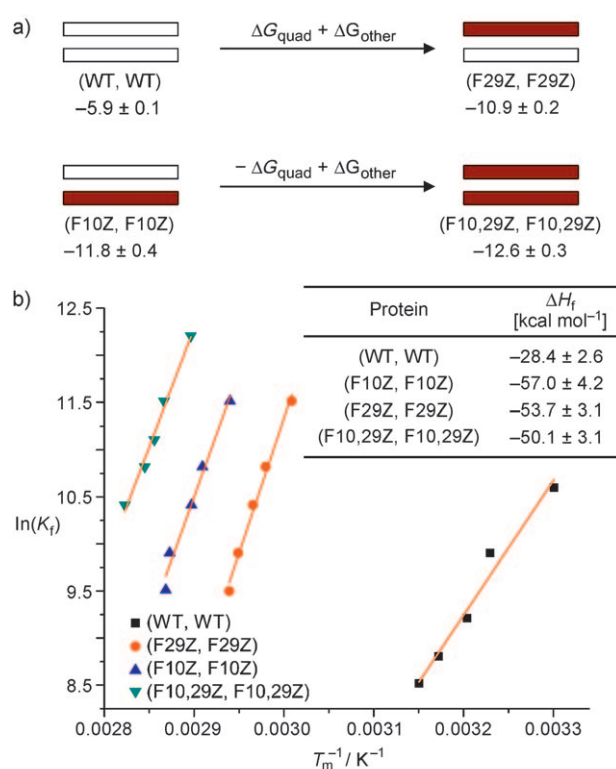 a)
ΔG_quad + ΔG_other
(WT, WT)
–5.9 ± 0.1
(F29Z, F29Z)
–10.9 ± 0.2
– ΔG_quad + ΔG_other
(F10Z, F10Z)
–11.8 ± 0.4
(F10,29Z, F10,29Z)
–12.6 ± 0.3
b)
Protein ΔH_f
[kcal mol⁻¹]
(WT, WT) –28.4 ± 2.6
(F10Z, F10Z) –57.0 ± 4.2
(F29Z, F29Z) –53.7 ± 3.1
(F10,29Z, F10,29Z) –50.1 ± 3.1
12.5
11.5
10.5
9.5
8.5
ln(K_f)
(WT, WT)
(F29Z, F29Z)
(F10Z, F10Z)
(F10,29Z, F10,29Z)
0.0028 0.0029 0.0030 0.0031 0.0032 0.0033
T_m⁻¹ / K⁻¹